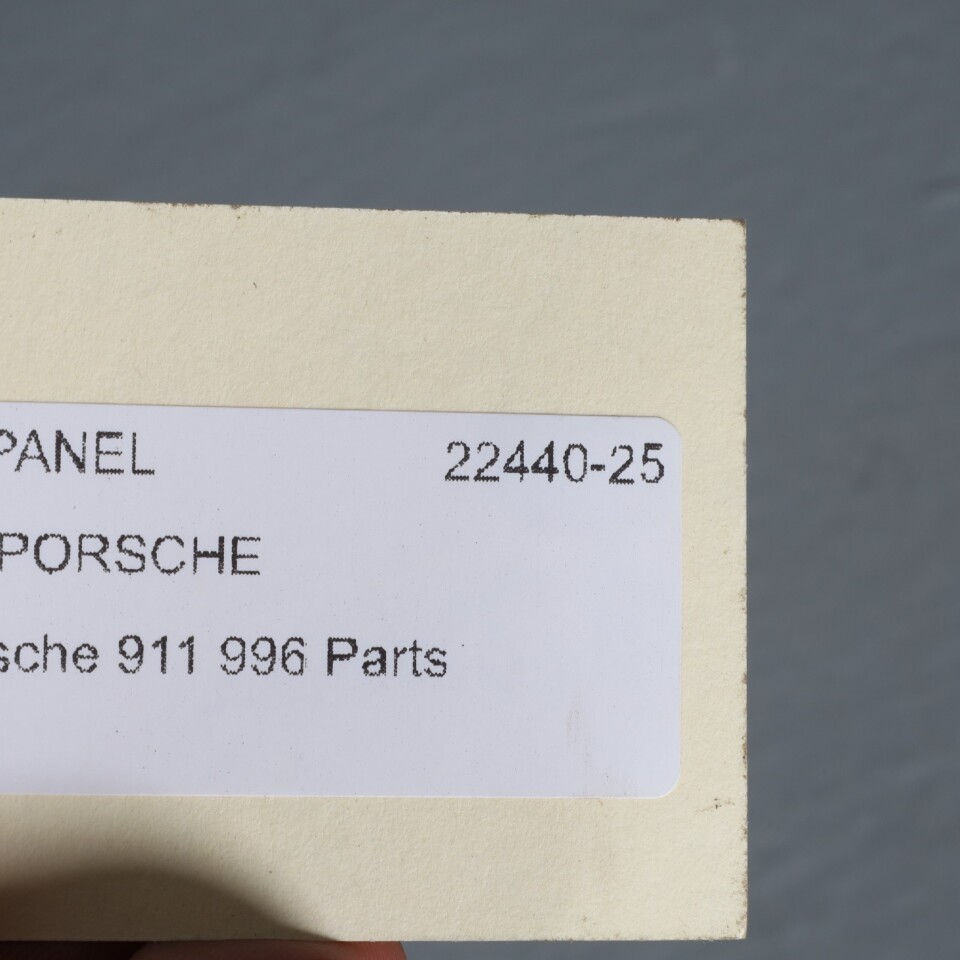 PANEL 22440-25
PORSCHE
sche 911 996 Parts